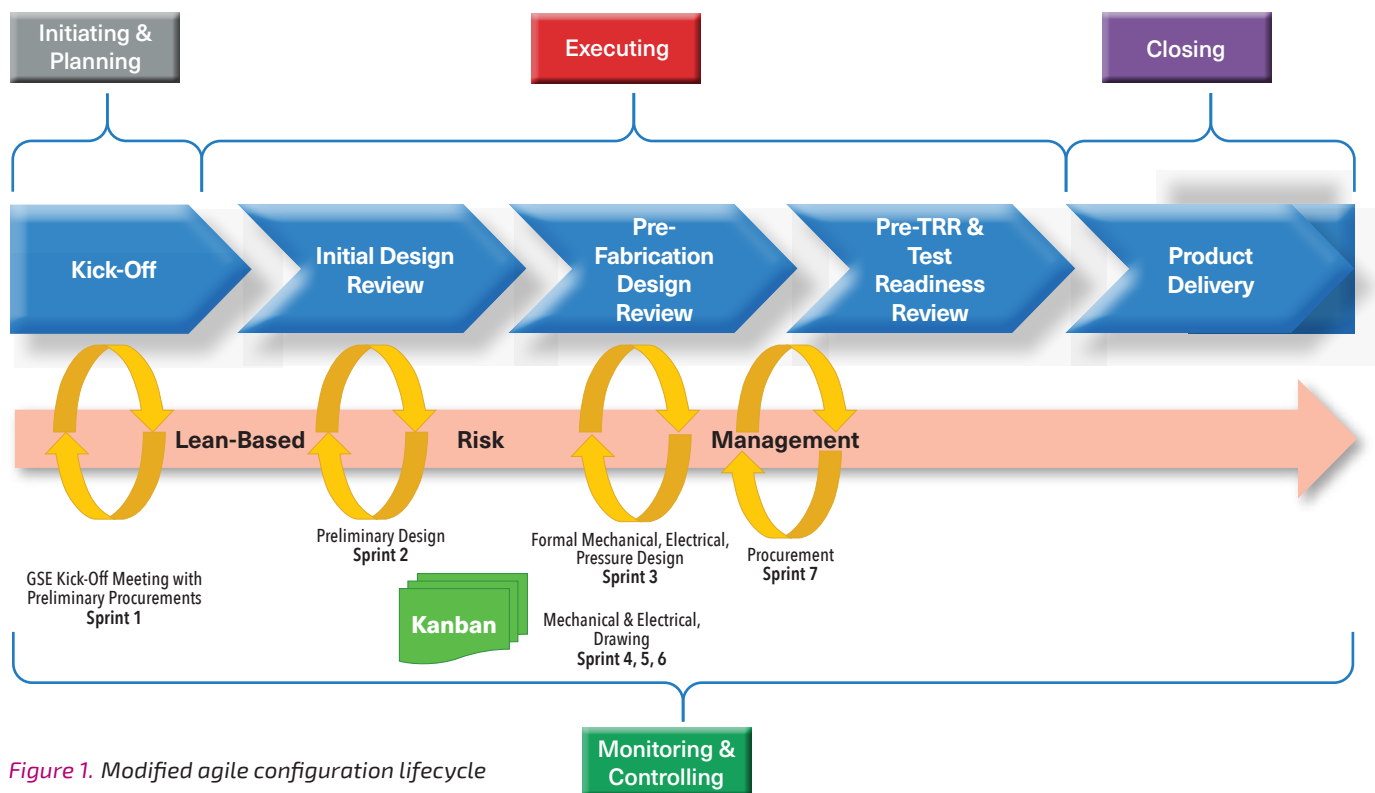 Initiating &
Planning
Executing
Closing
Kick-Off
Initial Design
Review
Pre-
Fabrication
Design
Review
Pre-TRR &
Test
Readiness
Review
Product
Delivery
Lean-Based
Risk
Management
GSE Kick-Off Meeting with
Preliminary Procurements
Sprint 1
Preliminary Design
Sprint 2
Kanban
Formal Mechanical, Electrical,
Pressure Design
Sprint 3
Mechanical & Electrical,
Drawing
Sprint 4, 5, 6
Procurement
Sprint 7
Monitoring &
Controlling
Figure 1. Modified agile configuration lifecycle